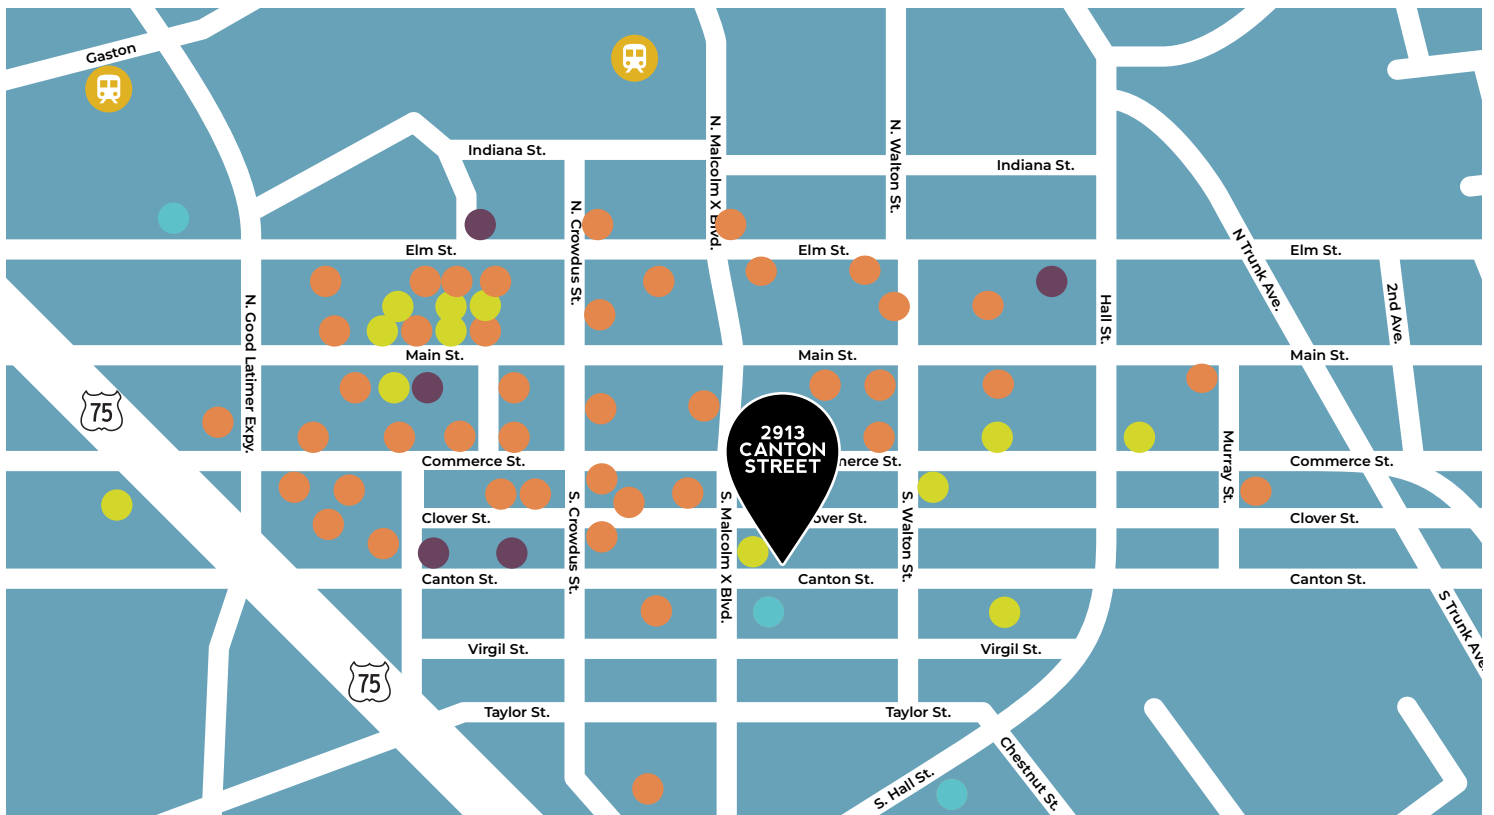 Gaston
N. Malcolm X Blvd.
N. Walton St.
Indiana St.
Indiana St.
N. Crowdus St.
Elm St.
Elm St.
Elm St.
N Trunk Ave.
N. Good Latimer Expy.
Hall St.
2nd Ave.
Main St.
Main St.
Main St.
75
2913
CANTON
STREET
Murray St.
Commerce St.
merce St.
Commerce St.
S. Crowdus St.
S. Malcolm X Blvd.
S. Walton St.
Clover St.
over St.
Clover St.
Canton St.
Canton St.
Canton St.
S Trunk Ave.
Virgil St.
Virgil St.
75
Taylor St.
Taylor St.
Chestnut St.
S. Hall St.